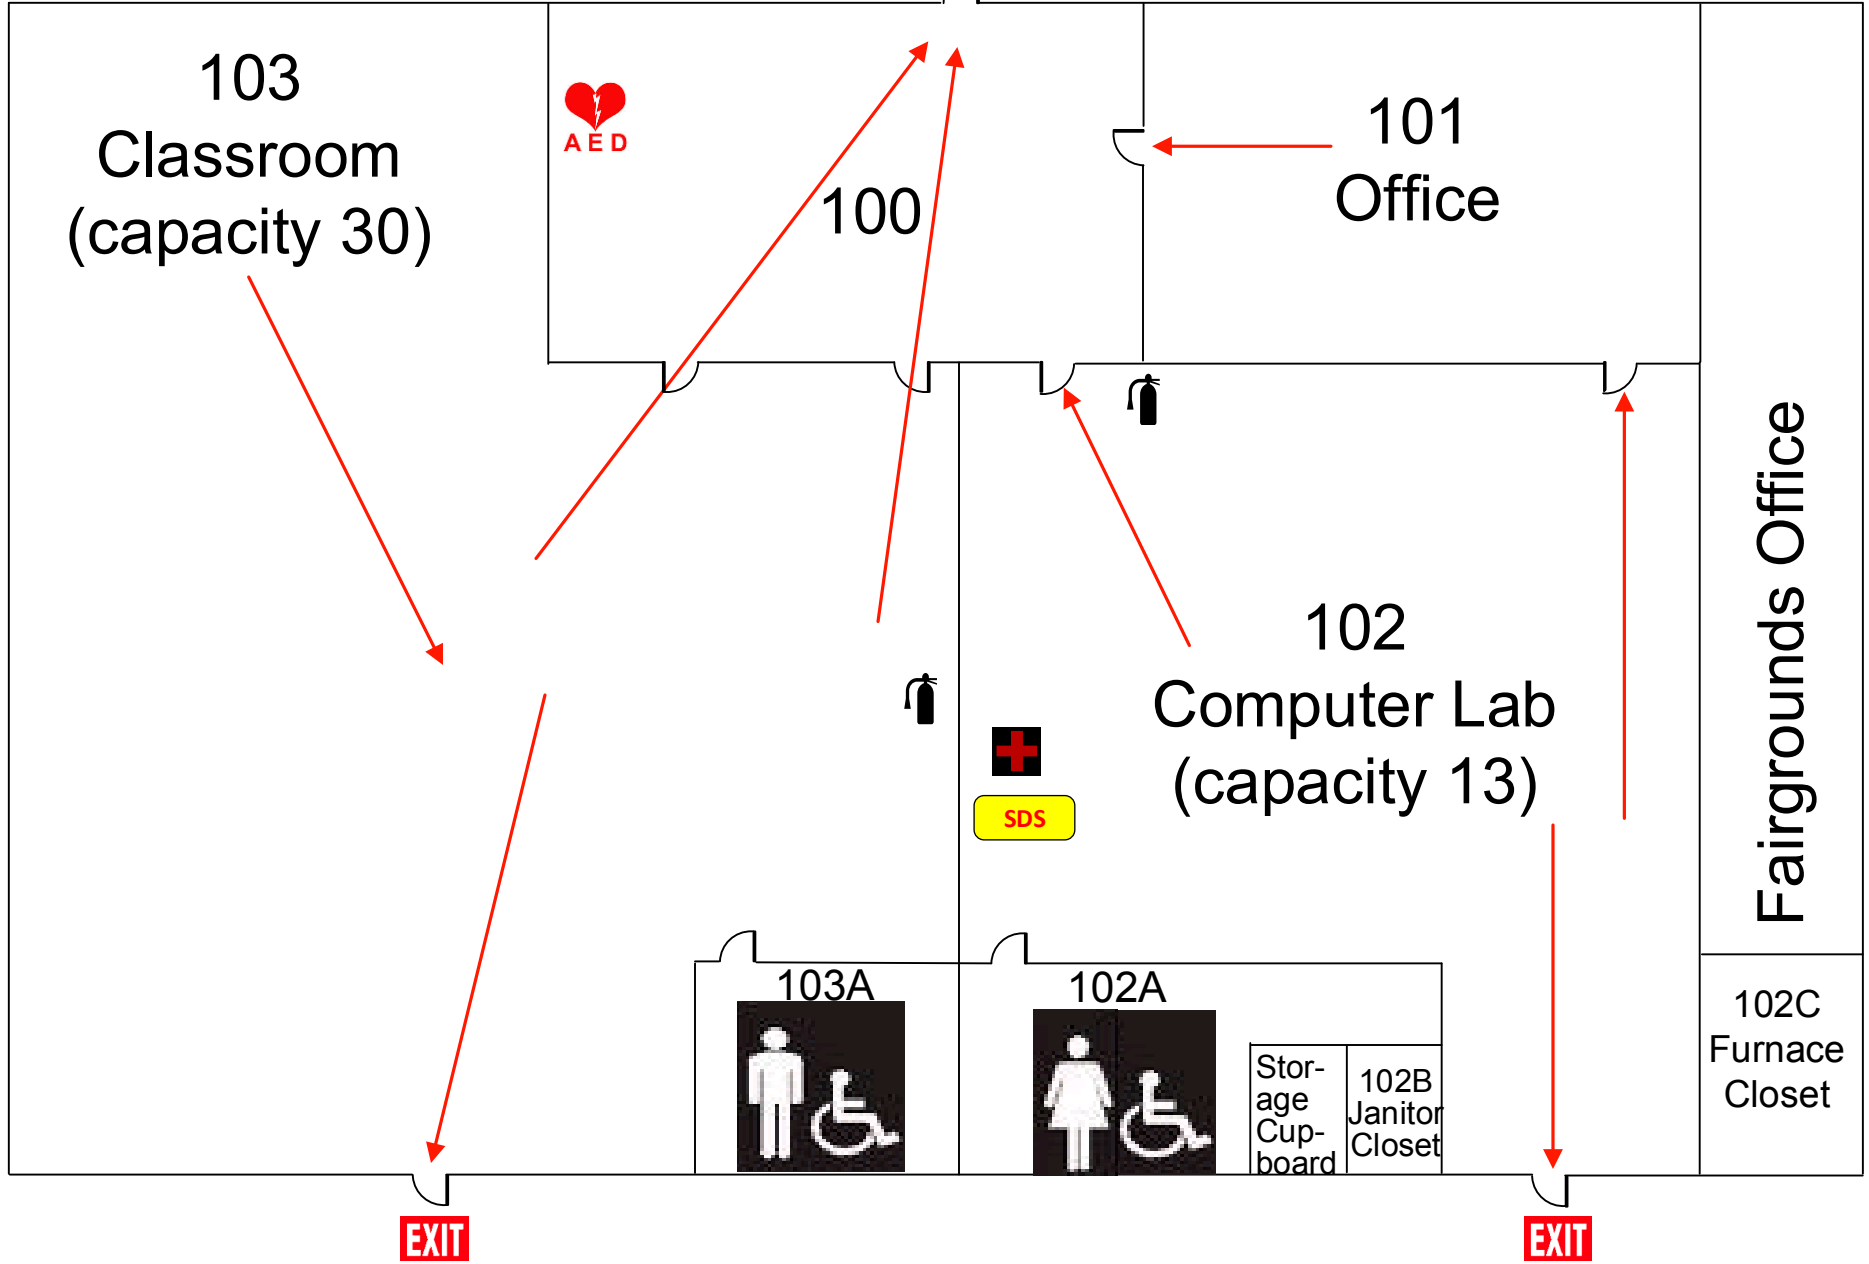 103
Classroom
(capacity 30)
AED
100
101
Office
102
Computer Lab
(capacity 13)
SDS
Fairgrounds Office
103A
102A
Stor-
age
Cup-
board
102B
Janitor
Closet
102C
Furnace
Closet
EXIT
EXIT